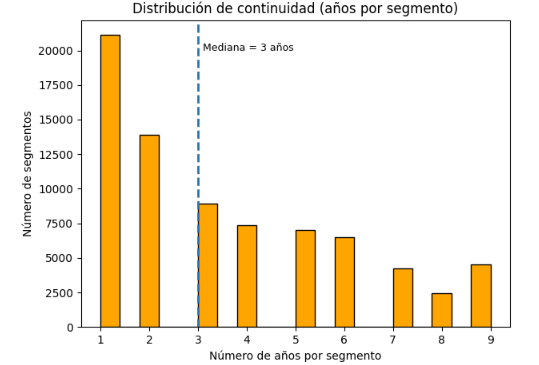 Distribución de continuidad (años por segmento)
Mediana = 3 años
Número de segmentos
20000
17500
15000
12500
10000
7500
5000
2500
0
1 2 3 4 5 6 7 8 9
Número de años por segmento